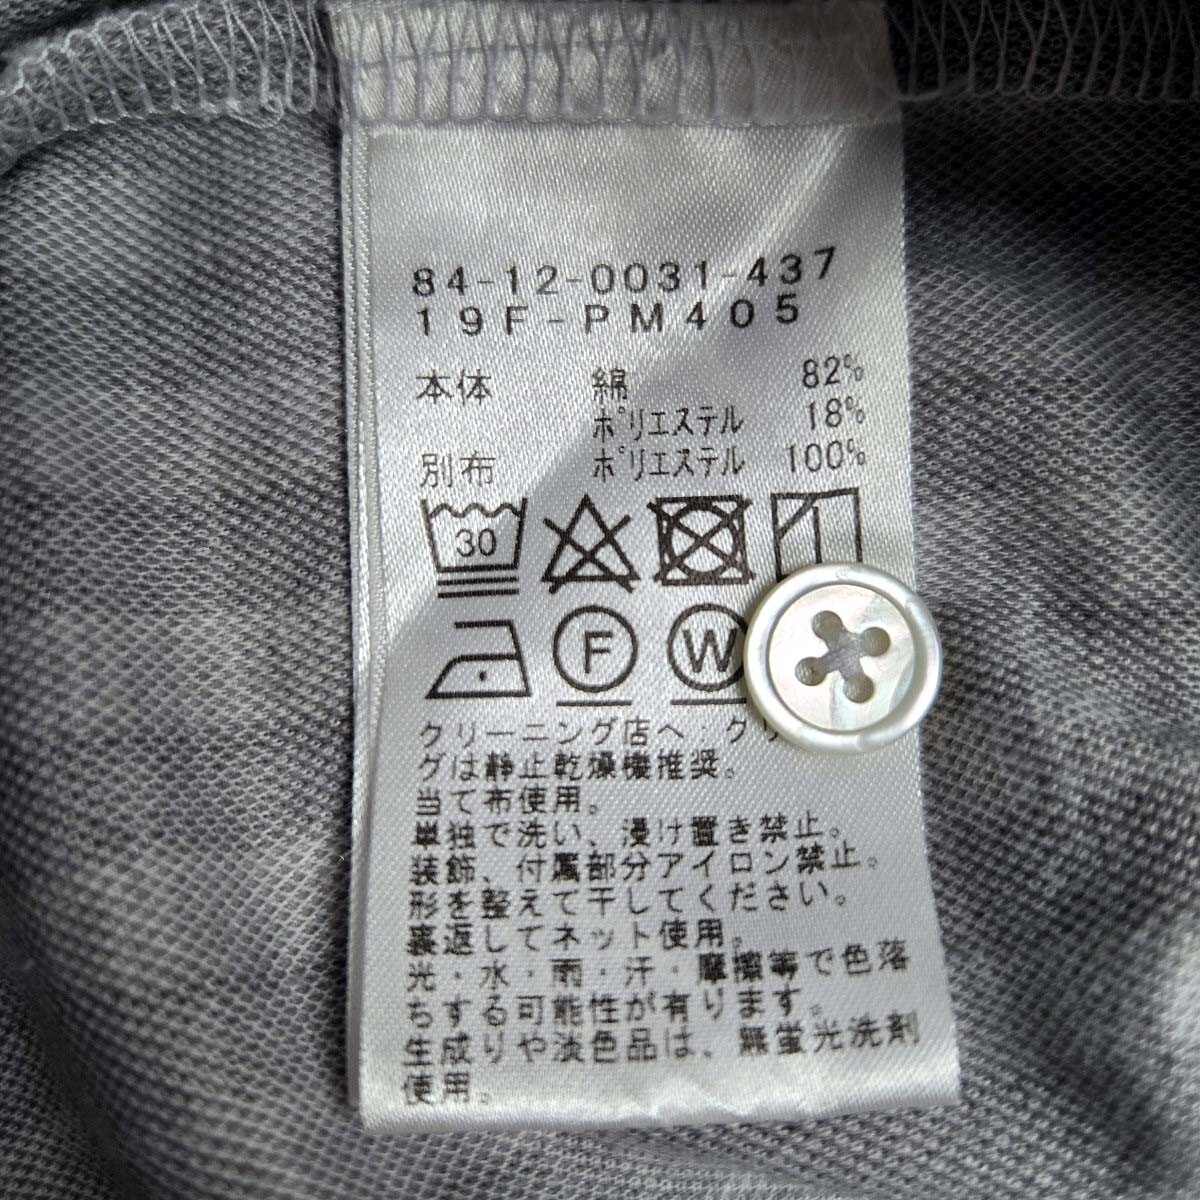 84-12-0031-437
19F-PM405
本体 綿 82%
ポリエステル 18%
別布 ポリエステル 100%
30
F W
クリーニング店へ クリ
グは静止乾燥機推奨。
当て布使用。
単独で洗い、浸け置き禁止。
装飾、付属部分アイロン禁止。
形を整えて干してください。
裏返してネット使用。
光・水・雨・汗・摩擦等で色落
ちする可能性が有ります。
生成りや淡色品は、無蛍光洗剤
使用。